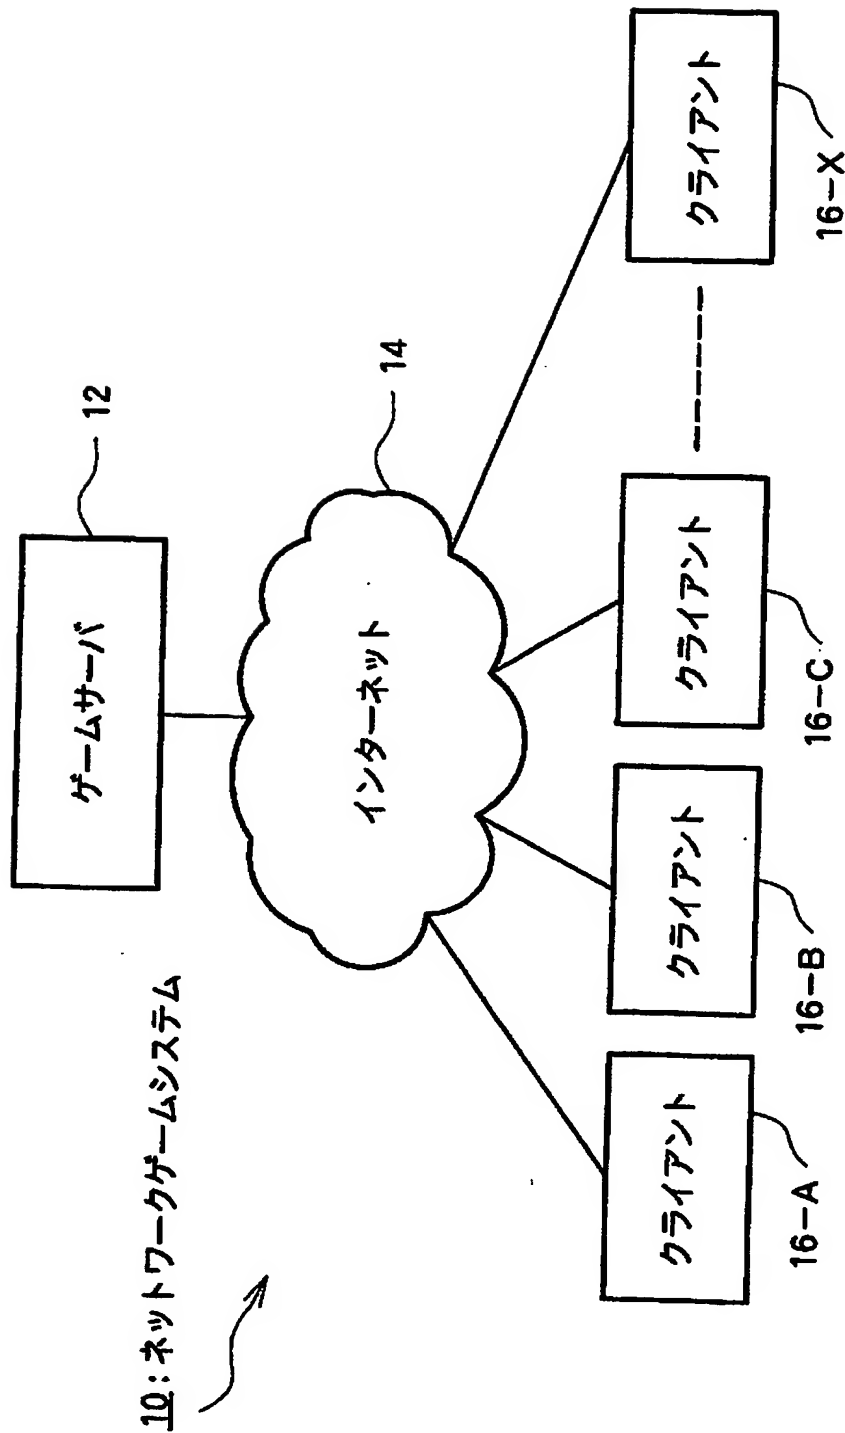 10:ネットワークゲームシステム
ゲームサーバ
12
インターネット
14
クライアント
16-A
クライアント
16-B
クライアント
16-C
クライアント
16-X